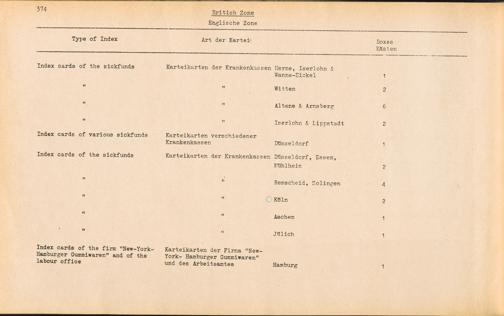 374
British Zone
Englische Zone
Type of Index Art der Kartei Boxes
Kästen
Index cards of the sickfunds Karteikarten der Krankenkassen Herne, Iserlohn &
Wanne-Eickel 1
" " Witten 2
" " Altena & Arnsberg 6
" " Iserlohn & Lippstadt 2
Index cards of various sickfunds Karteikarten verschiedener
Krankenkassen Düsseldorf 1
Index cards of the sickfunds Karteikarten der Krankenkassen Düsseldorf, Essen,
Mühlheim 2
" " Remscheid, Solingen 4
" " Köln 2
" " Aachen 1
" " Jülich 1
Index cards of the firm "New-York- Karteikarten der Firma "New-
Hamburger Gummiwaren" and of the York- Hamburger Gummiwaren"
labour office und des Arbeitsamtes Hamburg 1